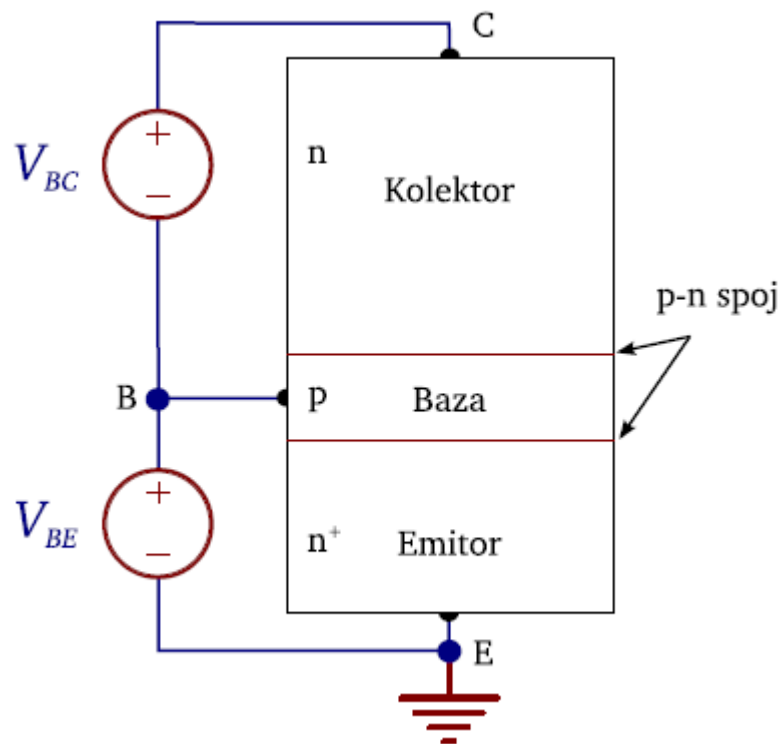 C
+
V_BC
−
n
Kolektor
p-n spoj
B
p
Baza
+
V_BE
−
n⁺
Emitor
E